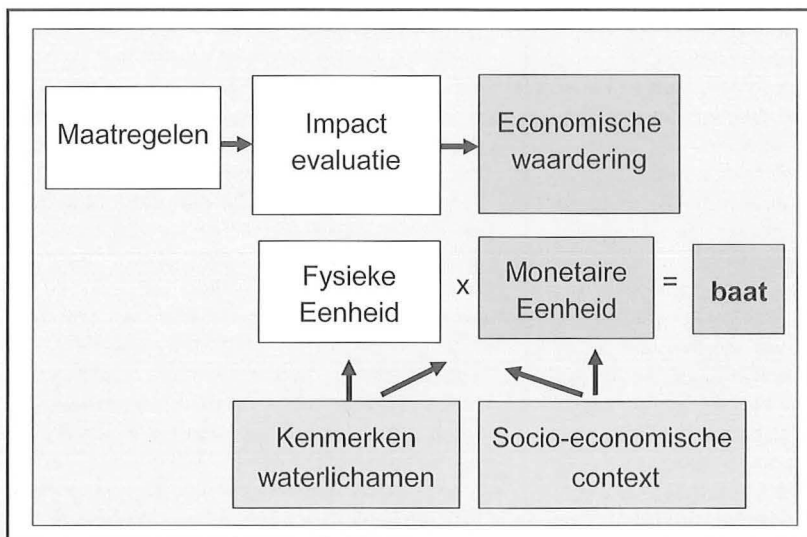 Maatregelen
Impact
evaluatie
Economische
waardering
Fysieke
Eenheid
x
Monetaire
Eenheid
=
baat
Kenmerken
waterlichamen
Socio-economische
context